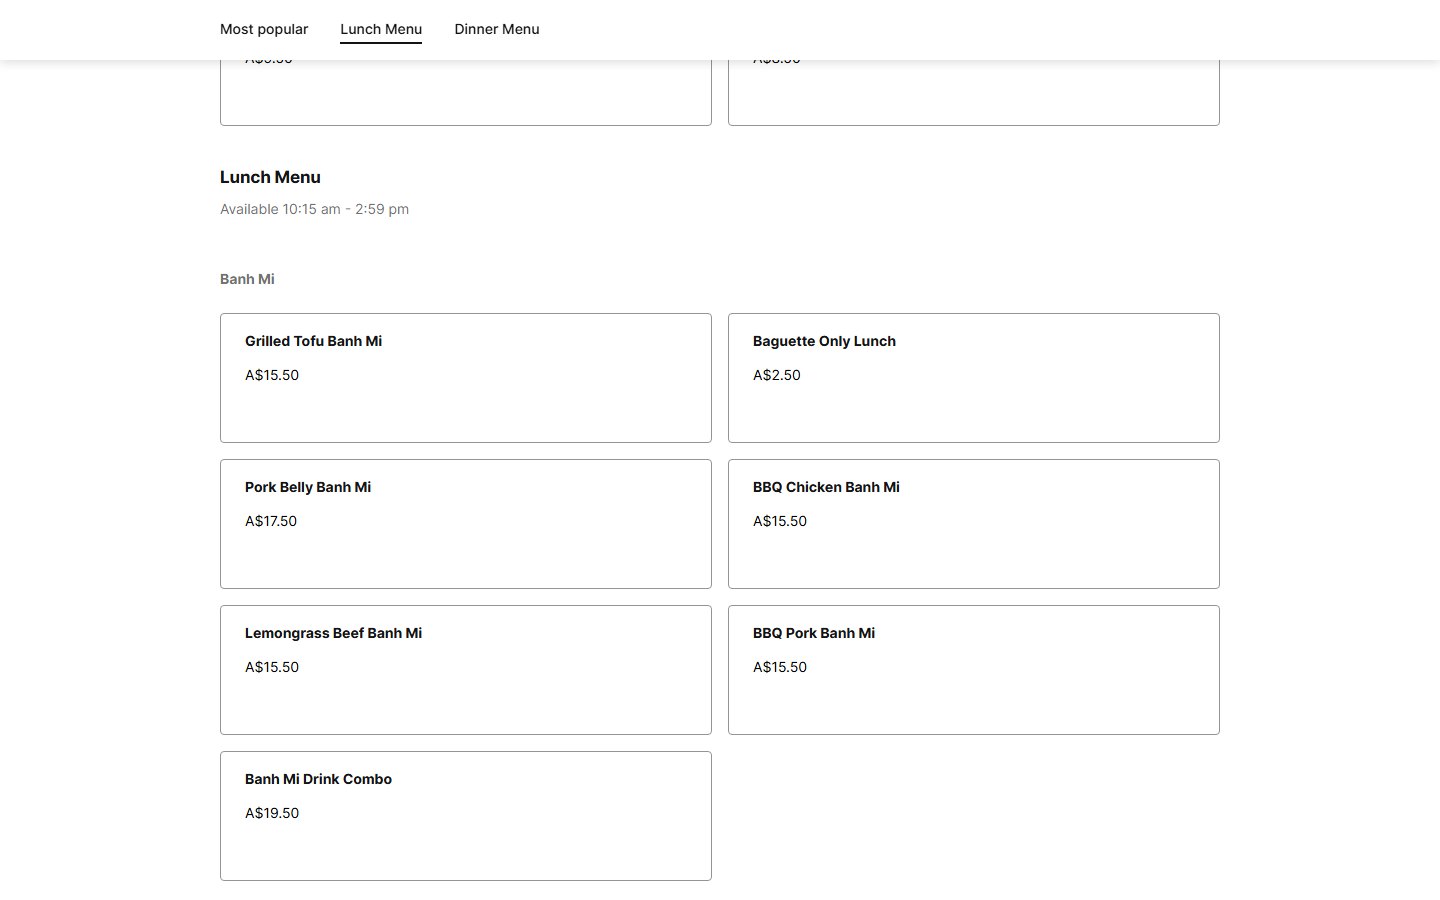 Most popular
Lunch Menu
Dinner Menu
Lunch Menu
Available 10:15 am - 2:59 pm
Banh Mi
Grilled Tofu Banh Mi
A$15.50
Baguette Only Lunch
A$2.50
Pork Belly Banh Mi
A$17.50
BBQ Chicken Banh Mi
A$15.50
Lemongrass Beef Banh Mi
A$15.50
BBQ Pork Banh Mi
A$15.50
Banh Mi Drink Combo
A$19.50